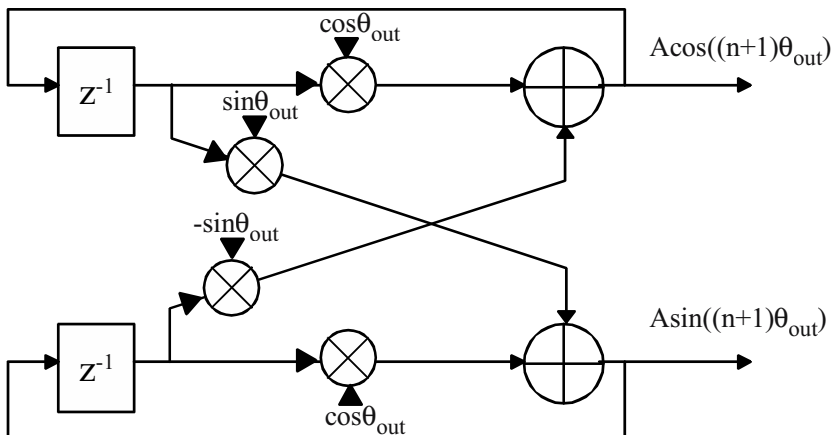 cosθout
Acos((n+1)θout)
z-1
sinθout
-sinθout
Asin((n+1)θout)
z-1
cosθout